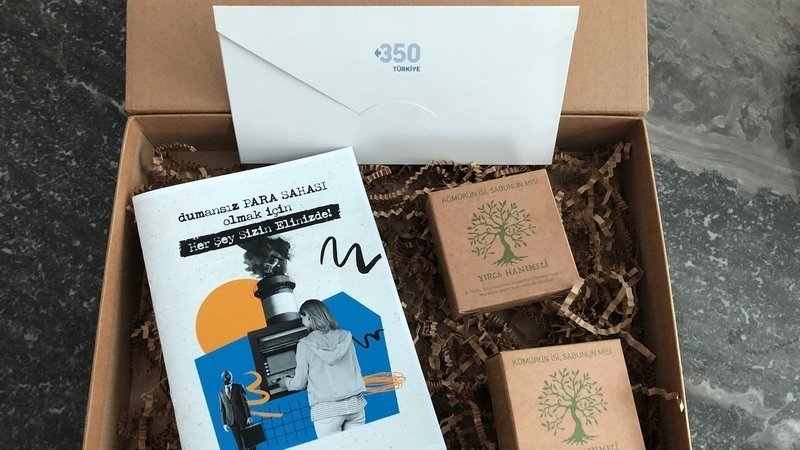 350
TÜRKİYE
dumansız PARA SAHASI
olmak için
Her Şey Sizin Elinizde!
KÖMÜRÜN İSİ, SABUNUN MİSİ
YIRCA HANIMELİ
KÖMÜRÜN İSİ, SABUNUN MİSİ
HANIMELİ